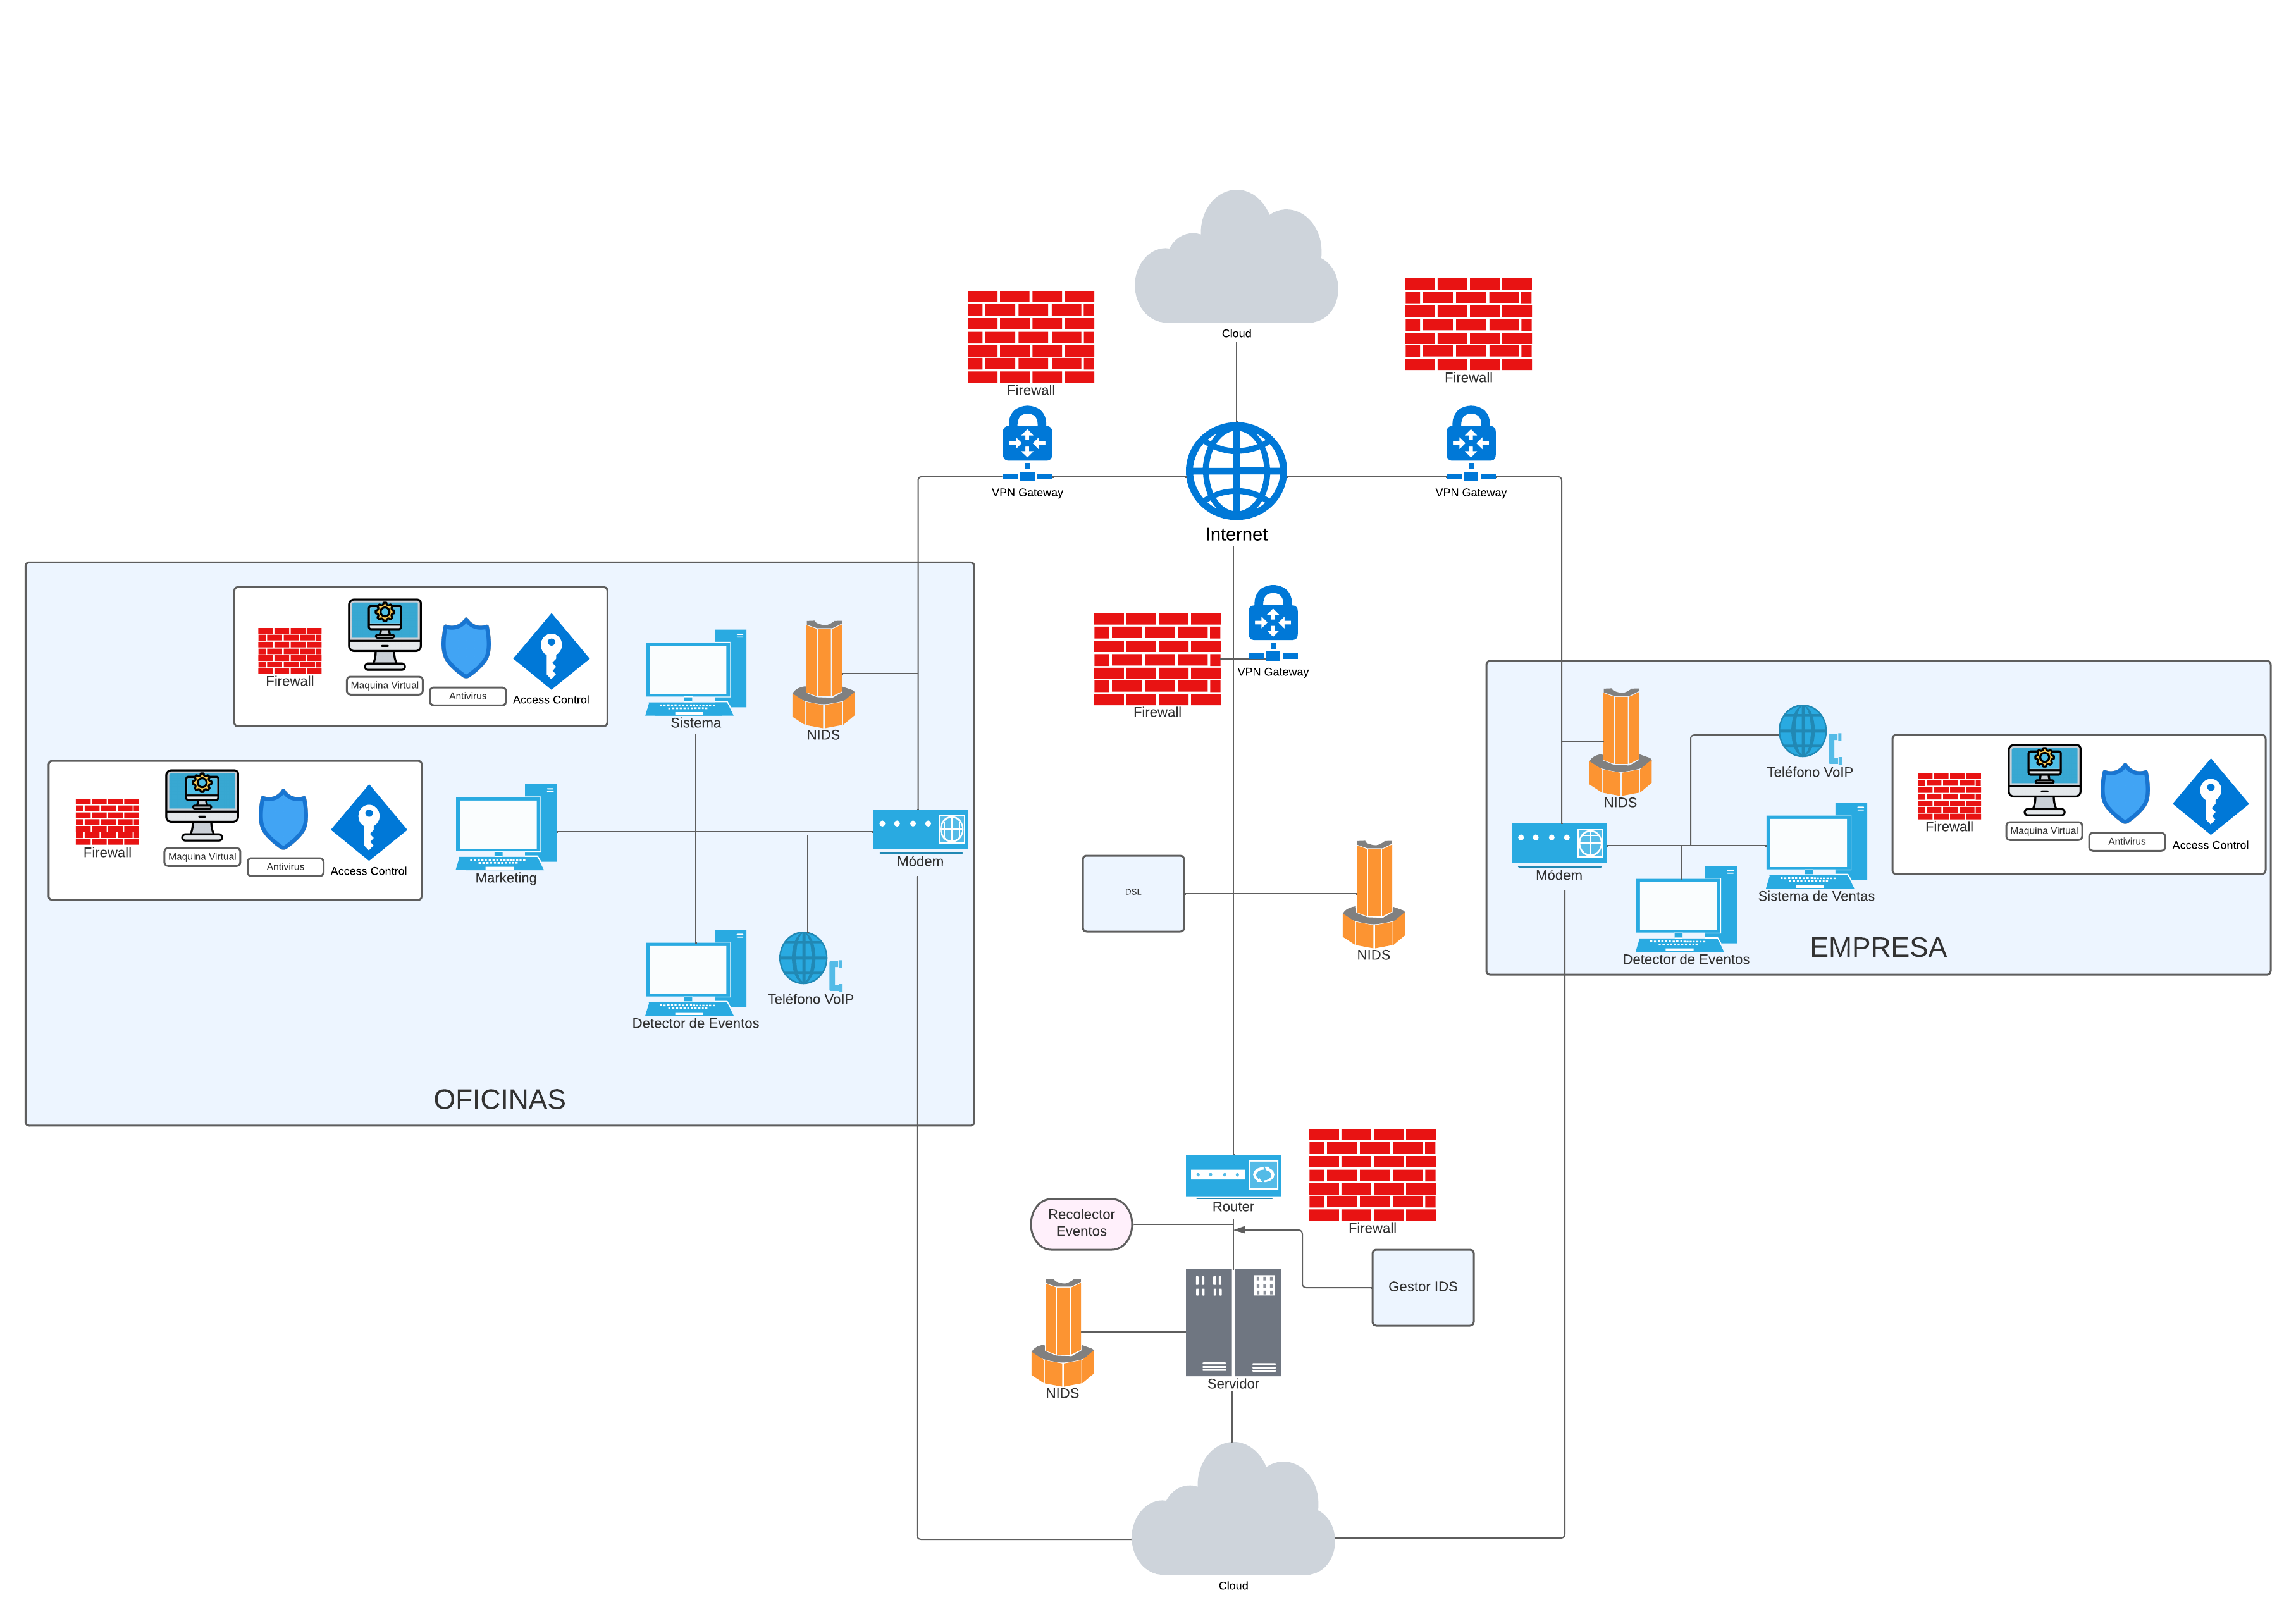 Cloud
Firewall
Firewall
VPN Gateway
VPN Gateway
Internet
Firewall
Maquina Virtual
Antivirus
Access Control
Sistema
NIDS
VPN Gateway
Firewall
Firewall
Maquina Virtual
Antivirus
Access Control
Marketing
Módem
Detector de Eventos
Teléfono VoIP
OFICINAS
DSL
NIDS
NIDS
Teléfono VoIP
Módem
Sistema de Ventas
Detector de Eventos
Firewall
Maquina Virtual
Antivirus
Access Control
EMPRESA
Router
Firewall
Recolector
Eventos
Gestor IDS
NIDS
Servidor
Cloud